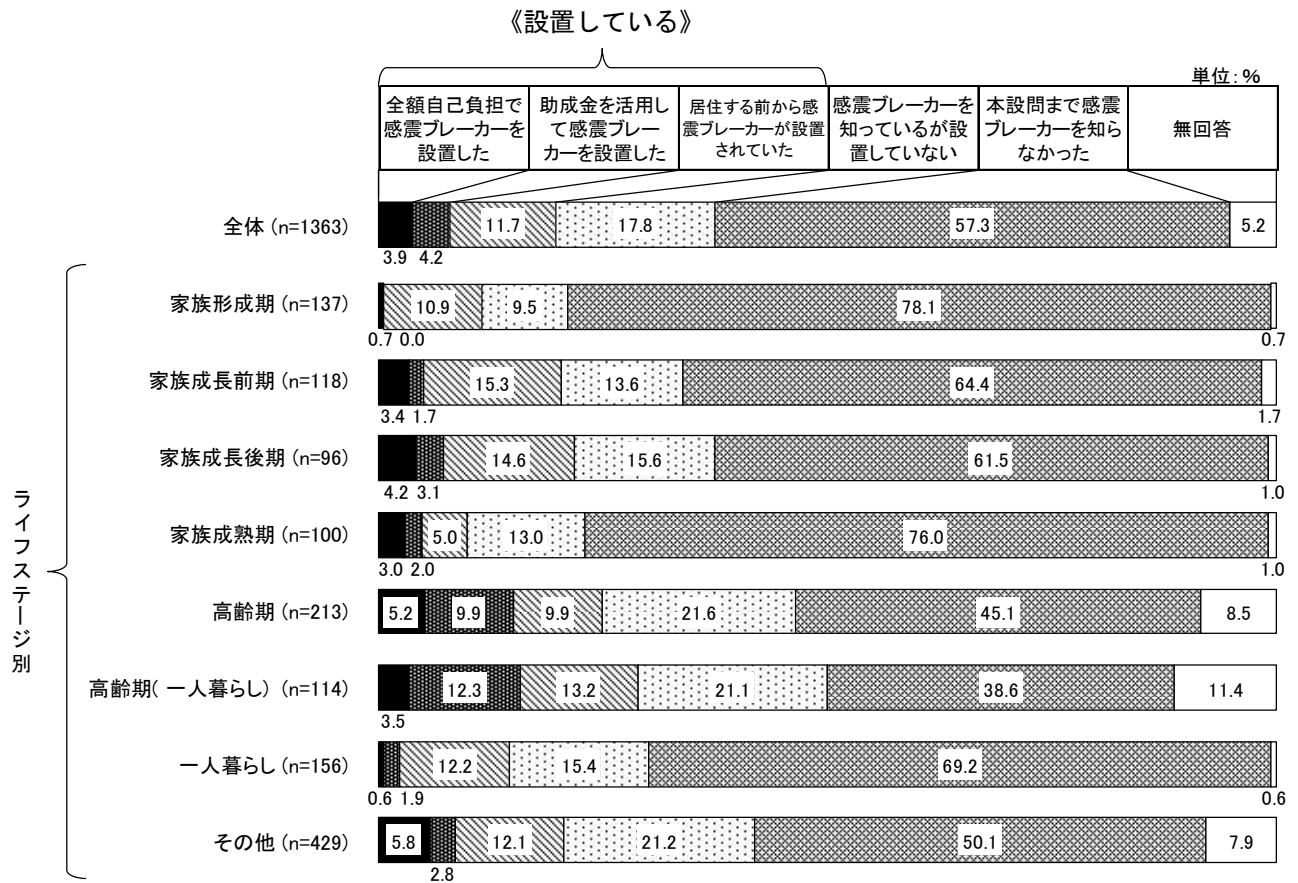 《設置している》
単位：％
全額自己負担で
感震ブレーカーを
設置した
助成金を活用し
て感震ブレー
カーを設置した
居住する前から感
震ブレーカーが設置
されていた
感震ブレーカーを
知っているが設
置していない
本設問まで感震
ブレーカーを知ら
なかった
無回答
全体 (n=1363)
11.7 17.8 57.3 5.2
3.9 4.2
家族形成期 (n=137)
10.9 9.5 78.1
0.7 0.0 0.7
家族成長前期 (n=118)
15.3 13.6 64.4
3.4 1.7 1.7
家族成長後期 (n=96)
14.6 15.6 61.5
4.2 3.1 1.0
家族成熟期 (n=100)
5.0 13.0 76.0
3.0 2.0 1.0
高齢期 (n=213)
5.2 9.9 9.9 21.6 45.1 8.5
高齢期( 一人暮らし) (n=114)
12.3 13.2 21.1 38.6 11.4
3.5
一人暮らし (n=156)
12.2 15.4 69.2
0.6 1.9 0.6
その他 (n=429)
5.8 12.1 21.2 50.1 7.9
2.8
ライフステージ別